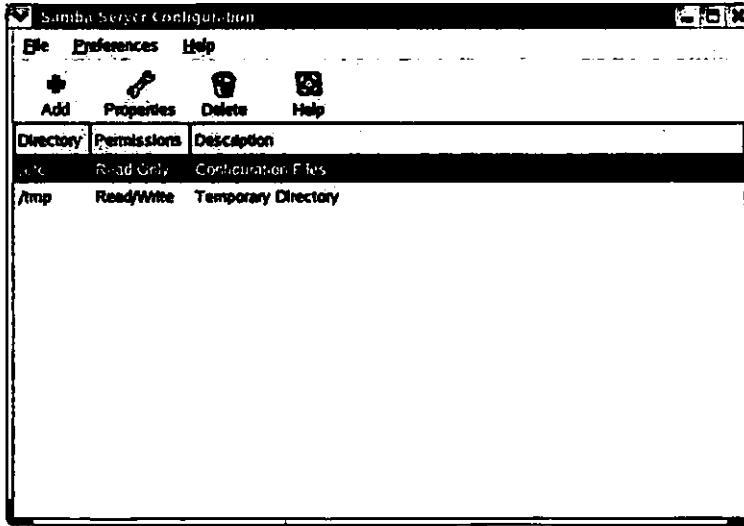 Samba Server Configuration
File Preferences Help
Add Properties Delete Help
Directory Permissions Description
/etc Read Only Configuration Files
/tmp Read/Write Temporary Directory